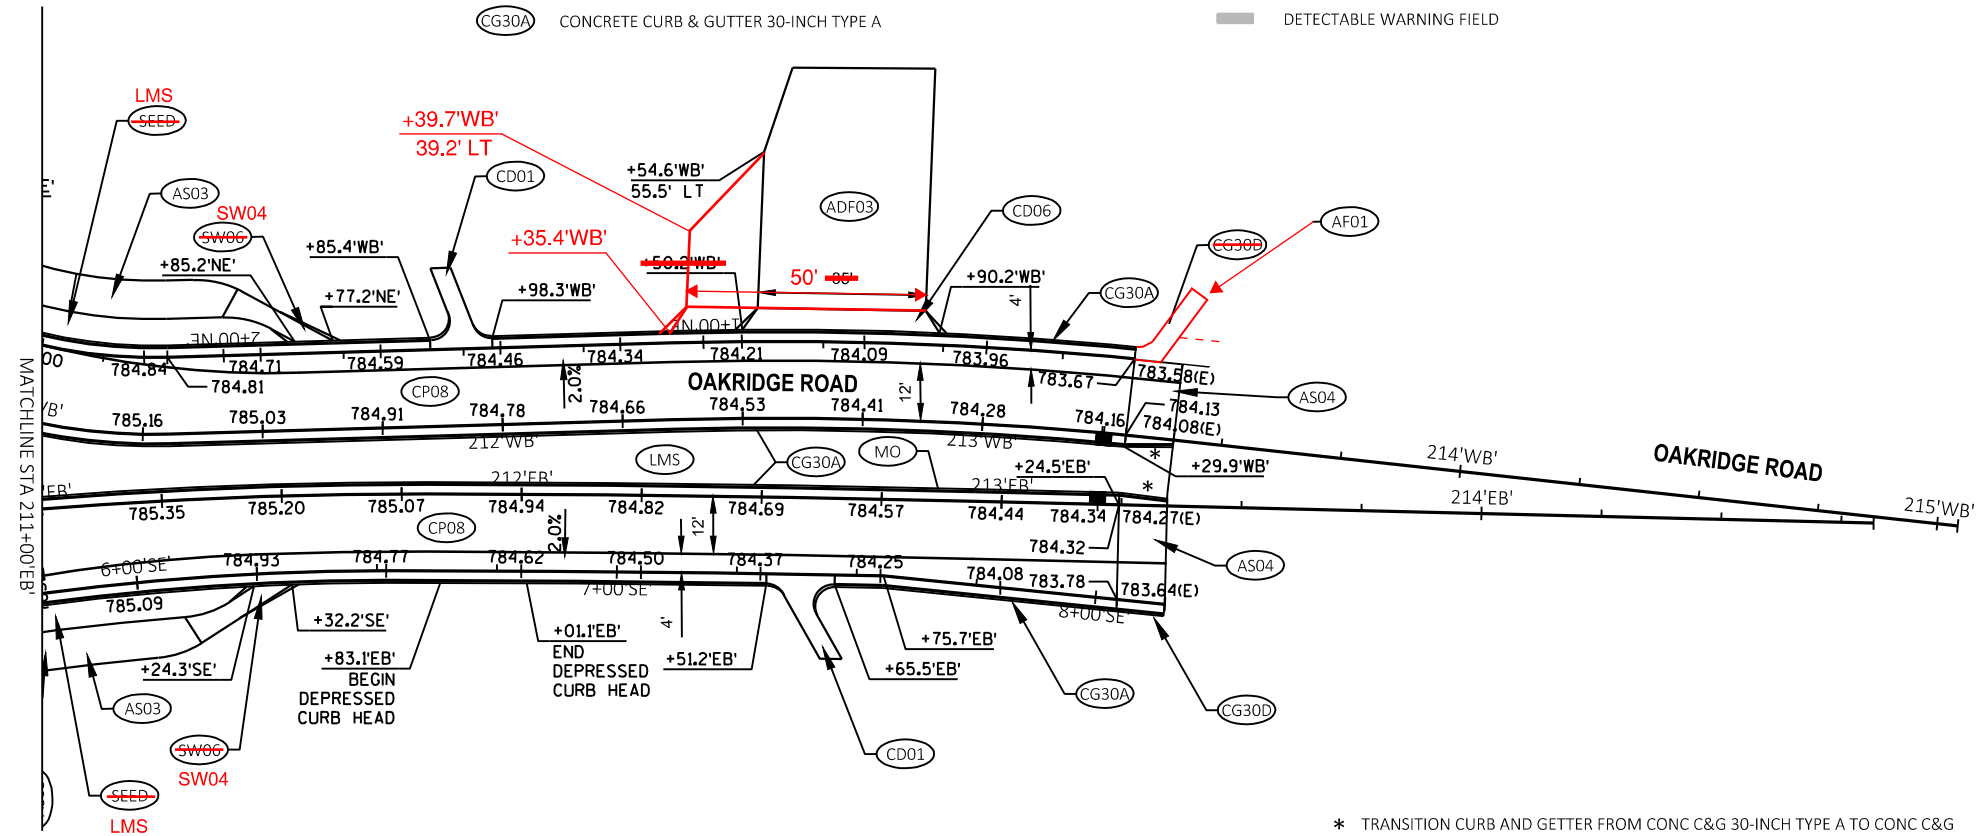 CG30A CONCRETE CURB & GUTTER 30-INCH TYPE A
DETECTABLE WARNING FIELD
LMS
SEED
+39.7'WB'
39.2' LT
CD01
+54.6'WB'
55.5' LT
AS03
SW04
SW06
ADF03
CD06
AF01
+85.4'WB'
+35.4'WB'
CG30D
+85.2'NE'
+50.2'WB'
50' 85'
+90.2'WB'
+77.2'NE'
+98.3'WB'
4'
CG30A
2+00'NE'
1+00'NE'
784.84
784.71
784.59
784.46
784.34
784.21
784.09
783.96
783.58(E)
784.81
CP08
2.0%
OAKRIDGE ROAD
12'
783.67
AS04
MATCHLINE STA 211+00'EB'
785.16
785.03
784.91
784.78
784.66
784.53
784.41
784.28
784.16
784.13
784.08(E)
212'WB'
213'WB'
214'WB'
OAKRIDGE ROAD
215'WB'
LMS
CG30A
MO
*
+24.5'EB'
+29.9'WB'
212'EB'
213'EB'
*
214'EB'
785.35
785.20
785.07
784.94
784.82
784.69
784.57
784.44
784.34
784.27(E)
CP08
2.0%
12'
784.32
AS04
6+00'SE'
784.93
784.77
784.62
784.50
784.37
784.25
784.08
783.78
783.64(E)
785.09
7+00'SE'
8+00'SE'
+32.2'SE'
4'
+01.1'EB'
END
DEPRESSED
CURB HEAD
+75.7'EB'
+24.3'SE'
+83.1'EB'
BEGIN
DEPRESSED
CURB HEAD
+51.2'EB'
+65.5'EB'
CG30A
CG30D
AS03
SW06
SW04
CD01
SEED
LMS
* TRANSITION CURB AND GETTER FROM CONC C&G 30-INCH TYPE A TO CONC C&G